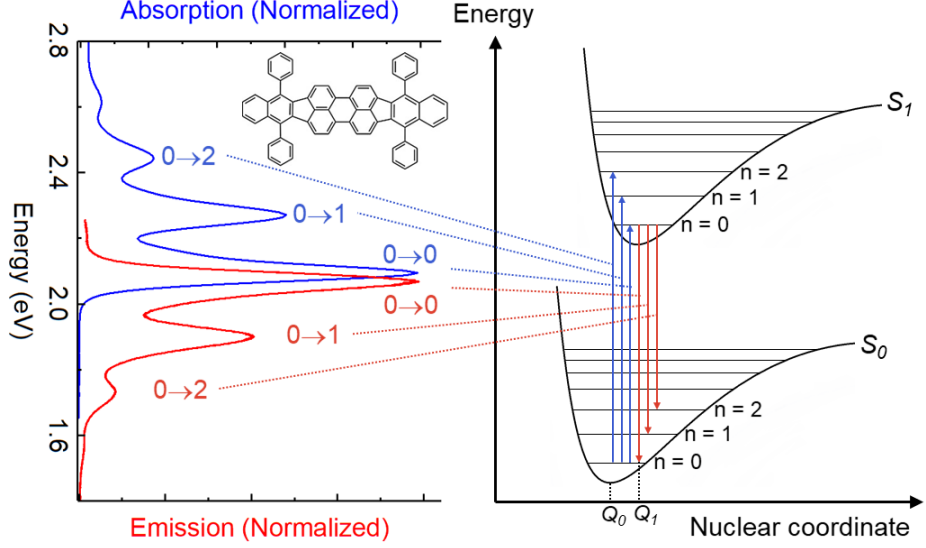 Absorption (Normalized)
Energy
2.8
2.4
2.0
1.6
Energy (eV)
0→2
0→1
0→0
0→0
0→1
0→2
Emission (Normalized)
S1
n = 2
n = 1
n = 0
S0
n = 2
n = 1
n = 0
Q0 Q1
Nuclear coordinate